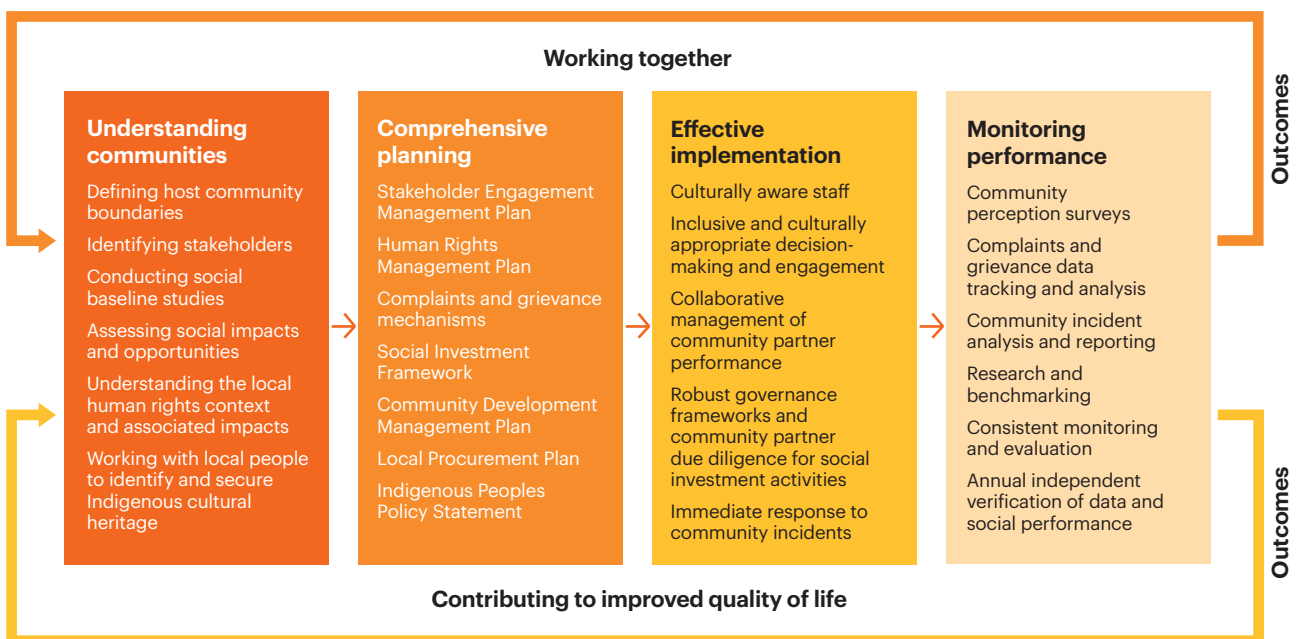 Working together
Outcomes
Understanding
communities
Defining host community
boundaries
Identifying stakeholders
Conducting social
baseline studies
Assessing social impacts
and opportunities
Understanding the local
human rights context
and associated impacts
Working with local people
to identify and secure
Indigenous cultural
heritage
Comprehensive
planning
Stakeholder Engagement
Management Plan
Human Rights
Management Plan
Complaints and grievance
mechanisms
Social Investment
Framework
Community Development
Management Plan
Local Procurement Plan
Indigenous Peoples
Policy Statement
Effective
implementation
Culturally aware staff
Inclusive and culturally
appropriate decision-
making and engagement
Collaborative
management of
community partner
performance
Robust governance
frameworks and
community partner
due diligence for social
investment activities
Immediate response to
community incidents
Monitoring
performance
Community
perception surveys
Complaints and
grievance data
tracking and analysis
Community incident
analysis and reporting
Research and
benchmarking
Consistent monitoring
and evaluation
Annual independent
verification of data and
social performance
Outcomes
Contributing to improved quality of life